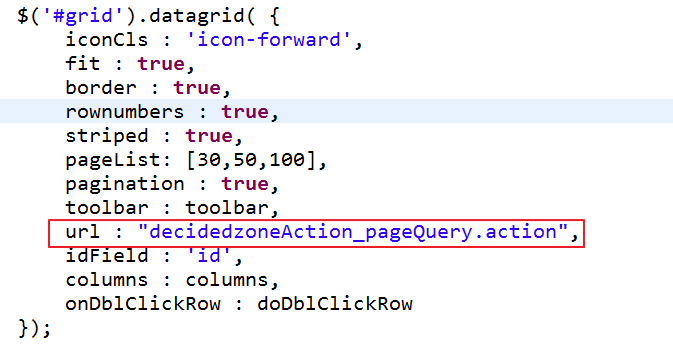 $('#grid').datagrid( {
iconCls : 'icon-forward',
fit : true,
border : true,
rownumbers : true,
striped : true,
pageList: [30,50,100],
pagination : true,
toolbar : toolbar,
url : "decidedzoneAction_pageQuery.action",
idField : 'id',
columns : columns,
onDblClickRow : doDblClickRow
});